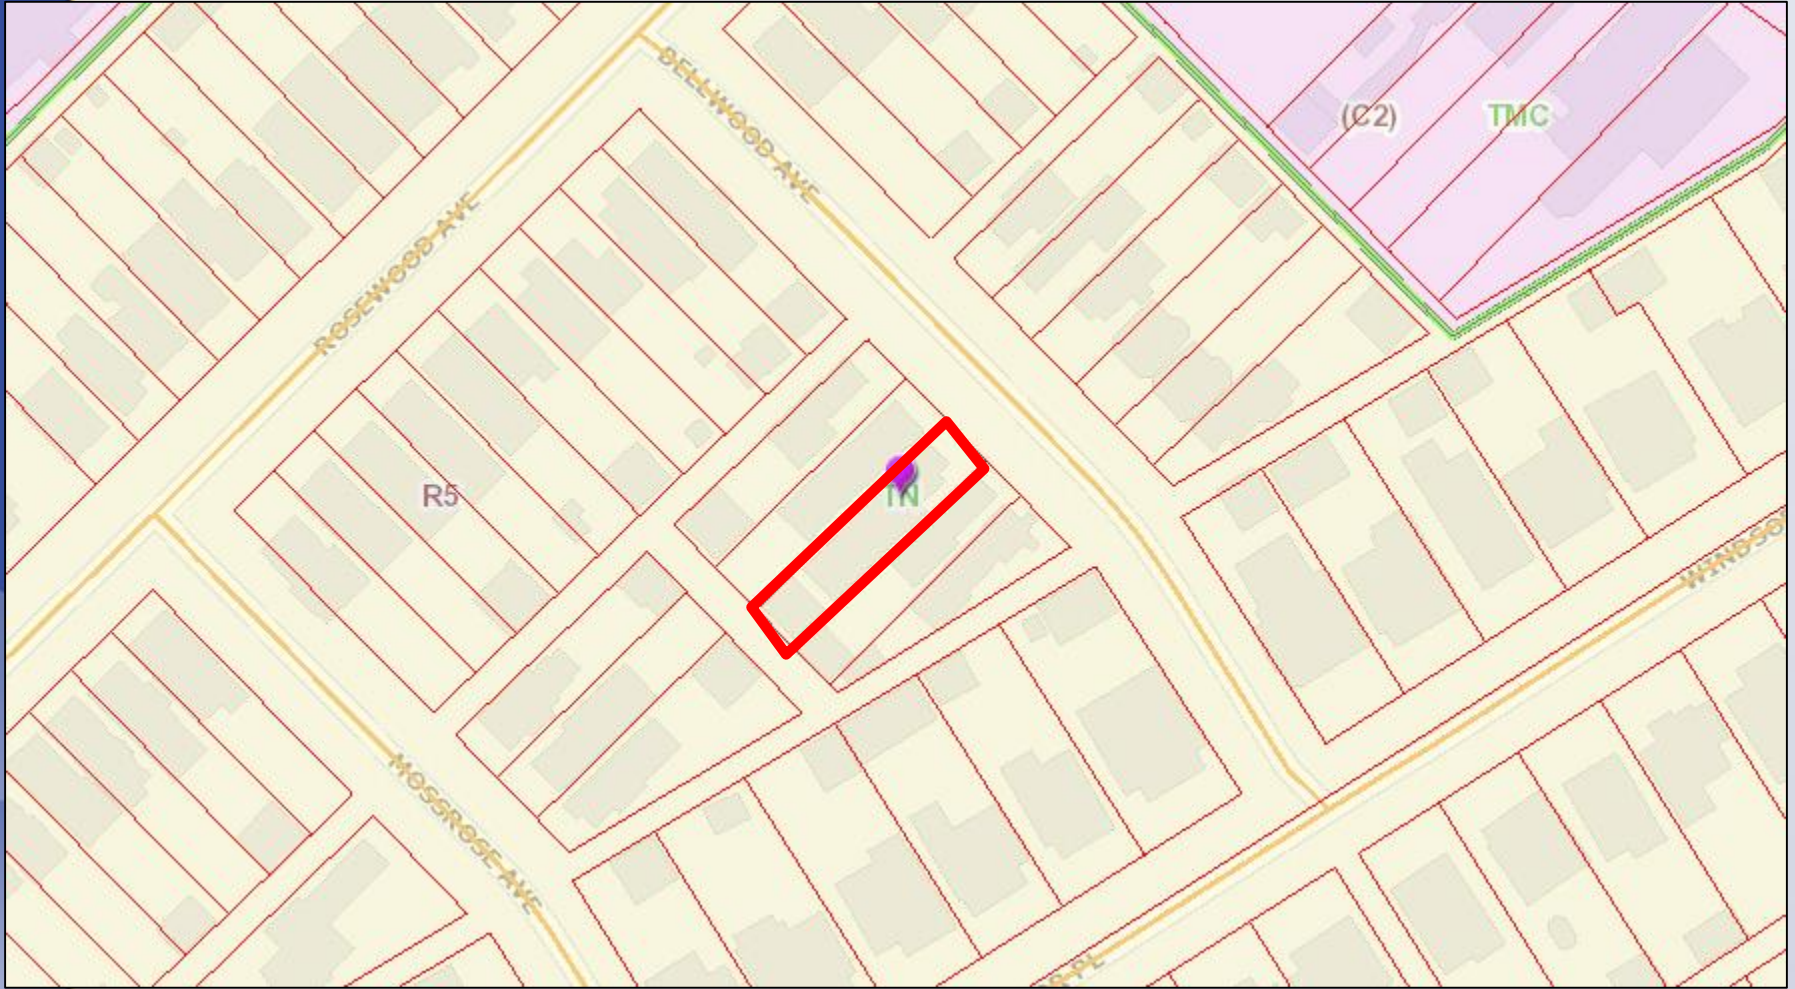 BELLWOOD AVE
(C2)
TMC
ROSEWOOD AVE
R5
TN
MOSSROSE AVE